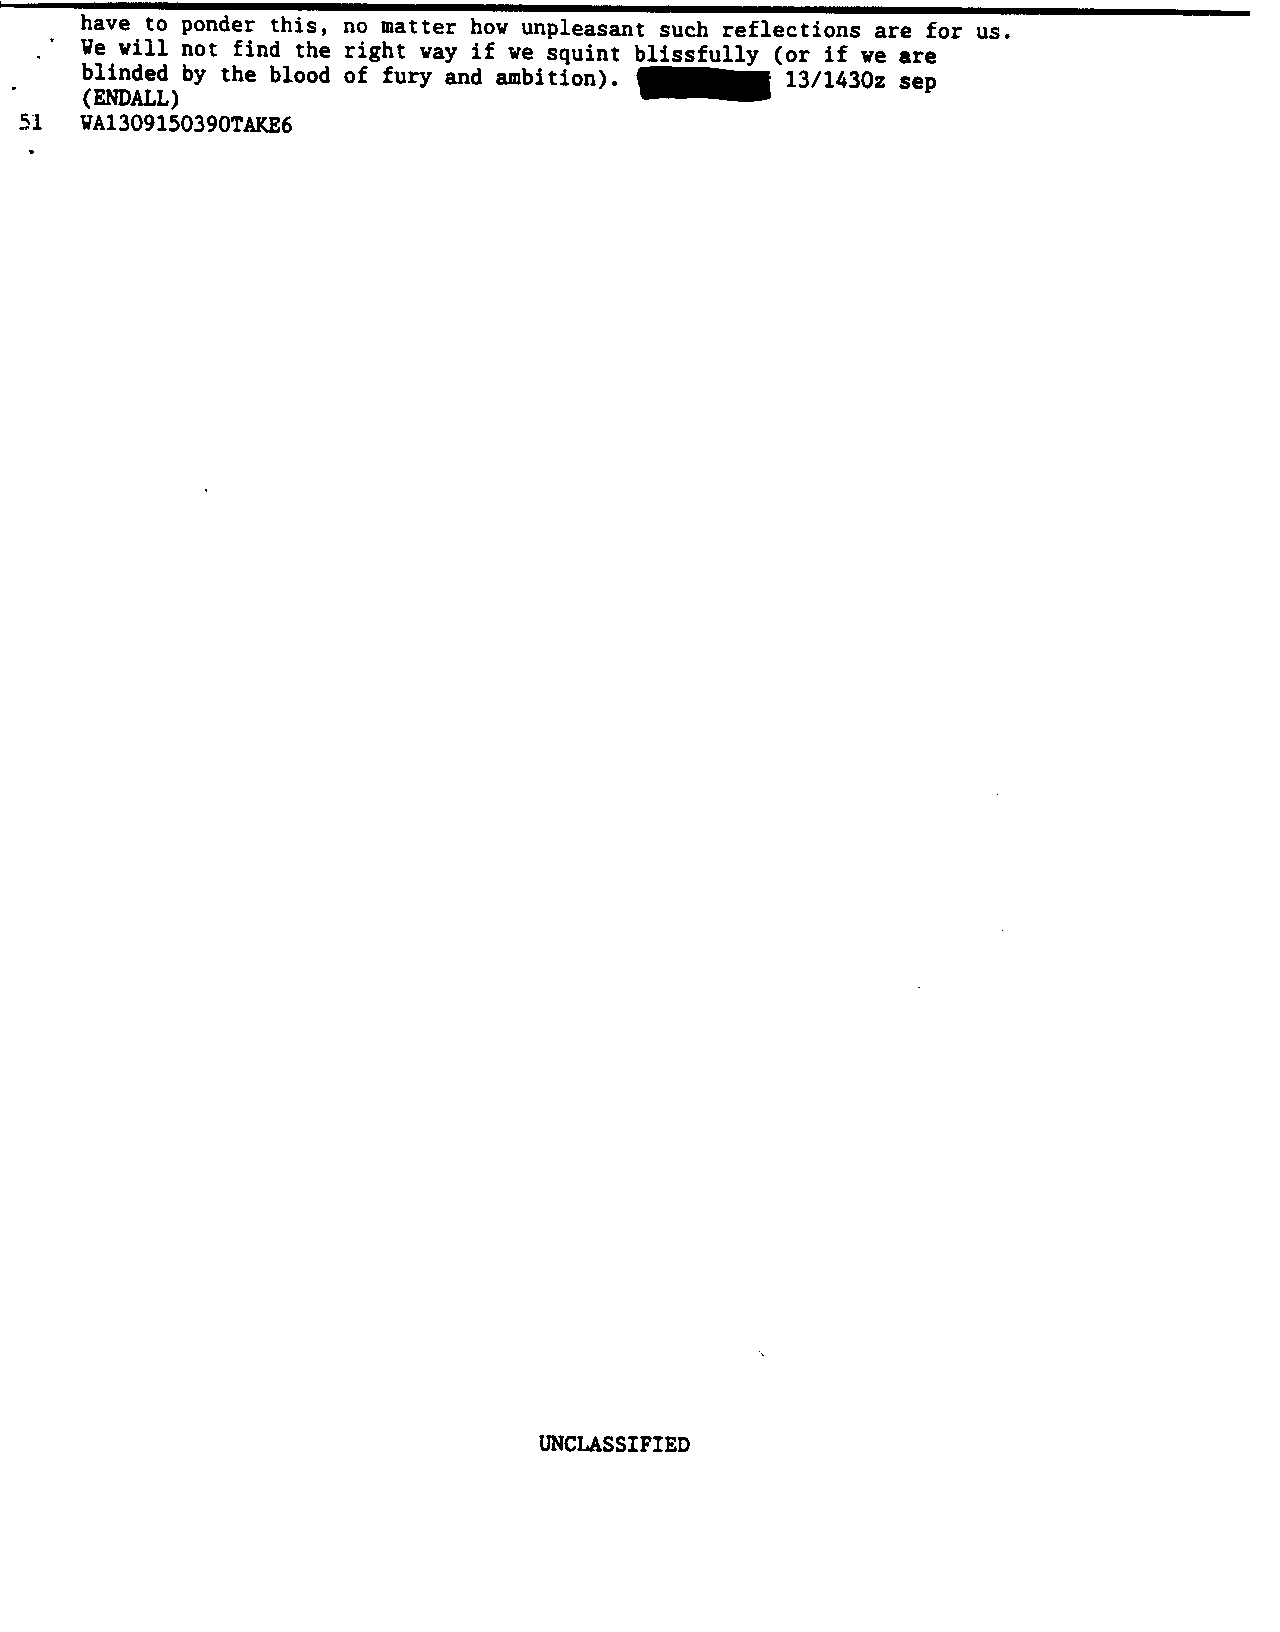 have to ponder this, no matter how unpleasant such reflections are for us.
We will not find the right way if we squint blissfully (or if we are
blinded by the blood of fury and ambition). 13/1430z sep
(ENDALL)
51 WA1309150390TAKE6
UNCLASSIFIED